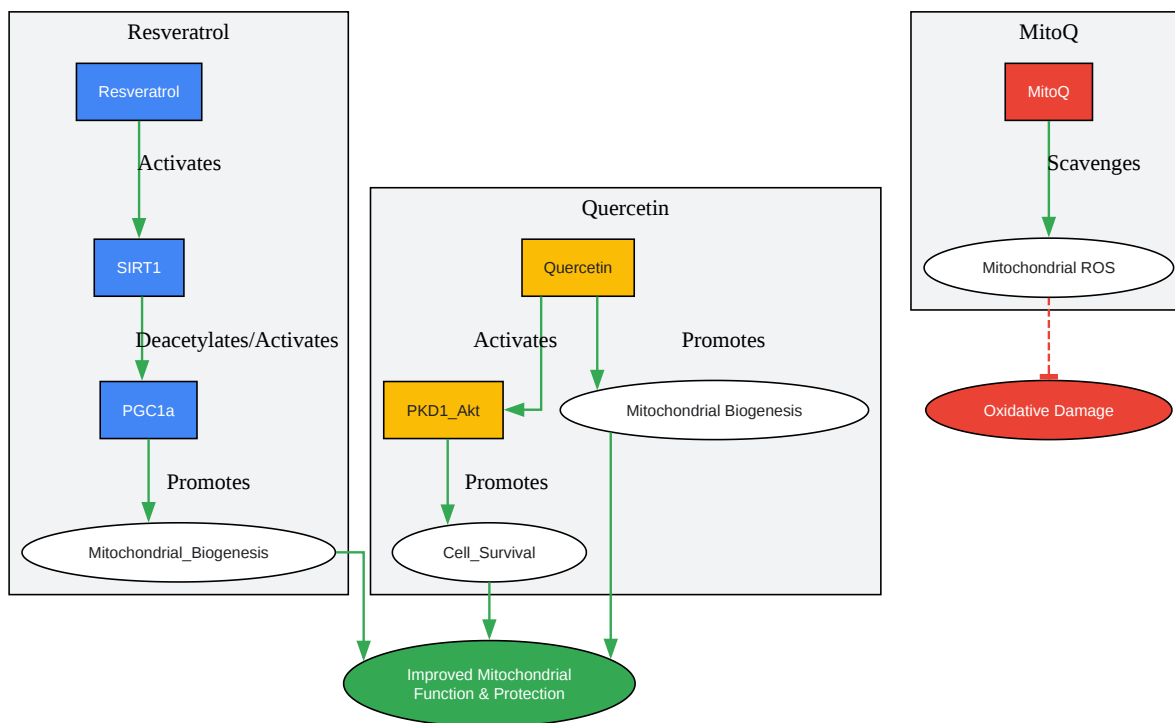 Resveratrol
Resveratrol
Activates
SIRT1
Deacetylates/Activates
PGC1a
Promotes
Mitochondrial_Biogenesis
Quercetin
Quercetin
Activates
Promotes
PKD1_Akt
Mitochondrial Biogenesis
Promotes
Cell_Survival
Improved Mitochondrial
Function & Protection
MitoQ
MitoQ
Scavenges
Mitochondrial ROS
Oxidative Damage